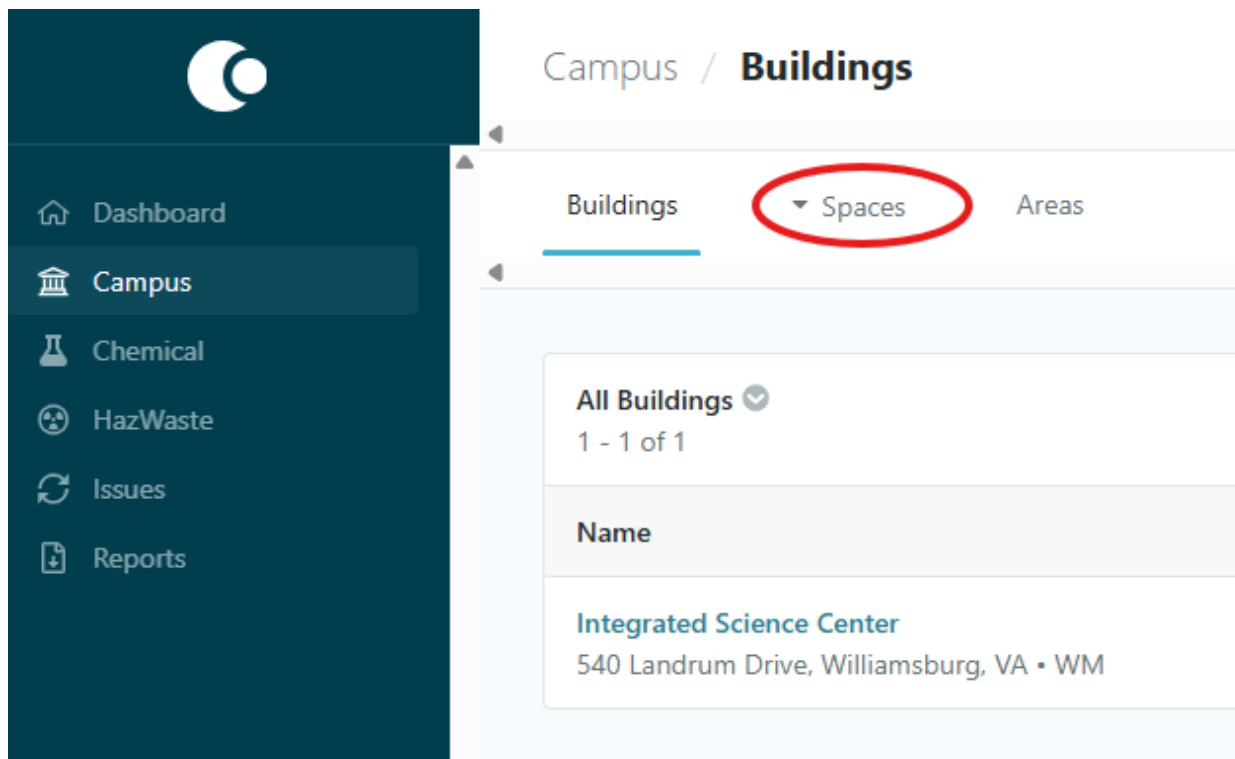 Campus / Buildings
Dashboard
Campus
Chemical
HazWaste
Issues
Reports
Buildings
Spaces
Areas
All Buildings
1 - 1 of 1
Name
Integrated Science Center
540 Landrum Drive, Williamsburg, VA • WM